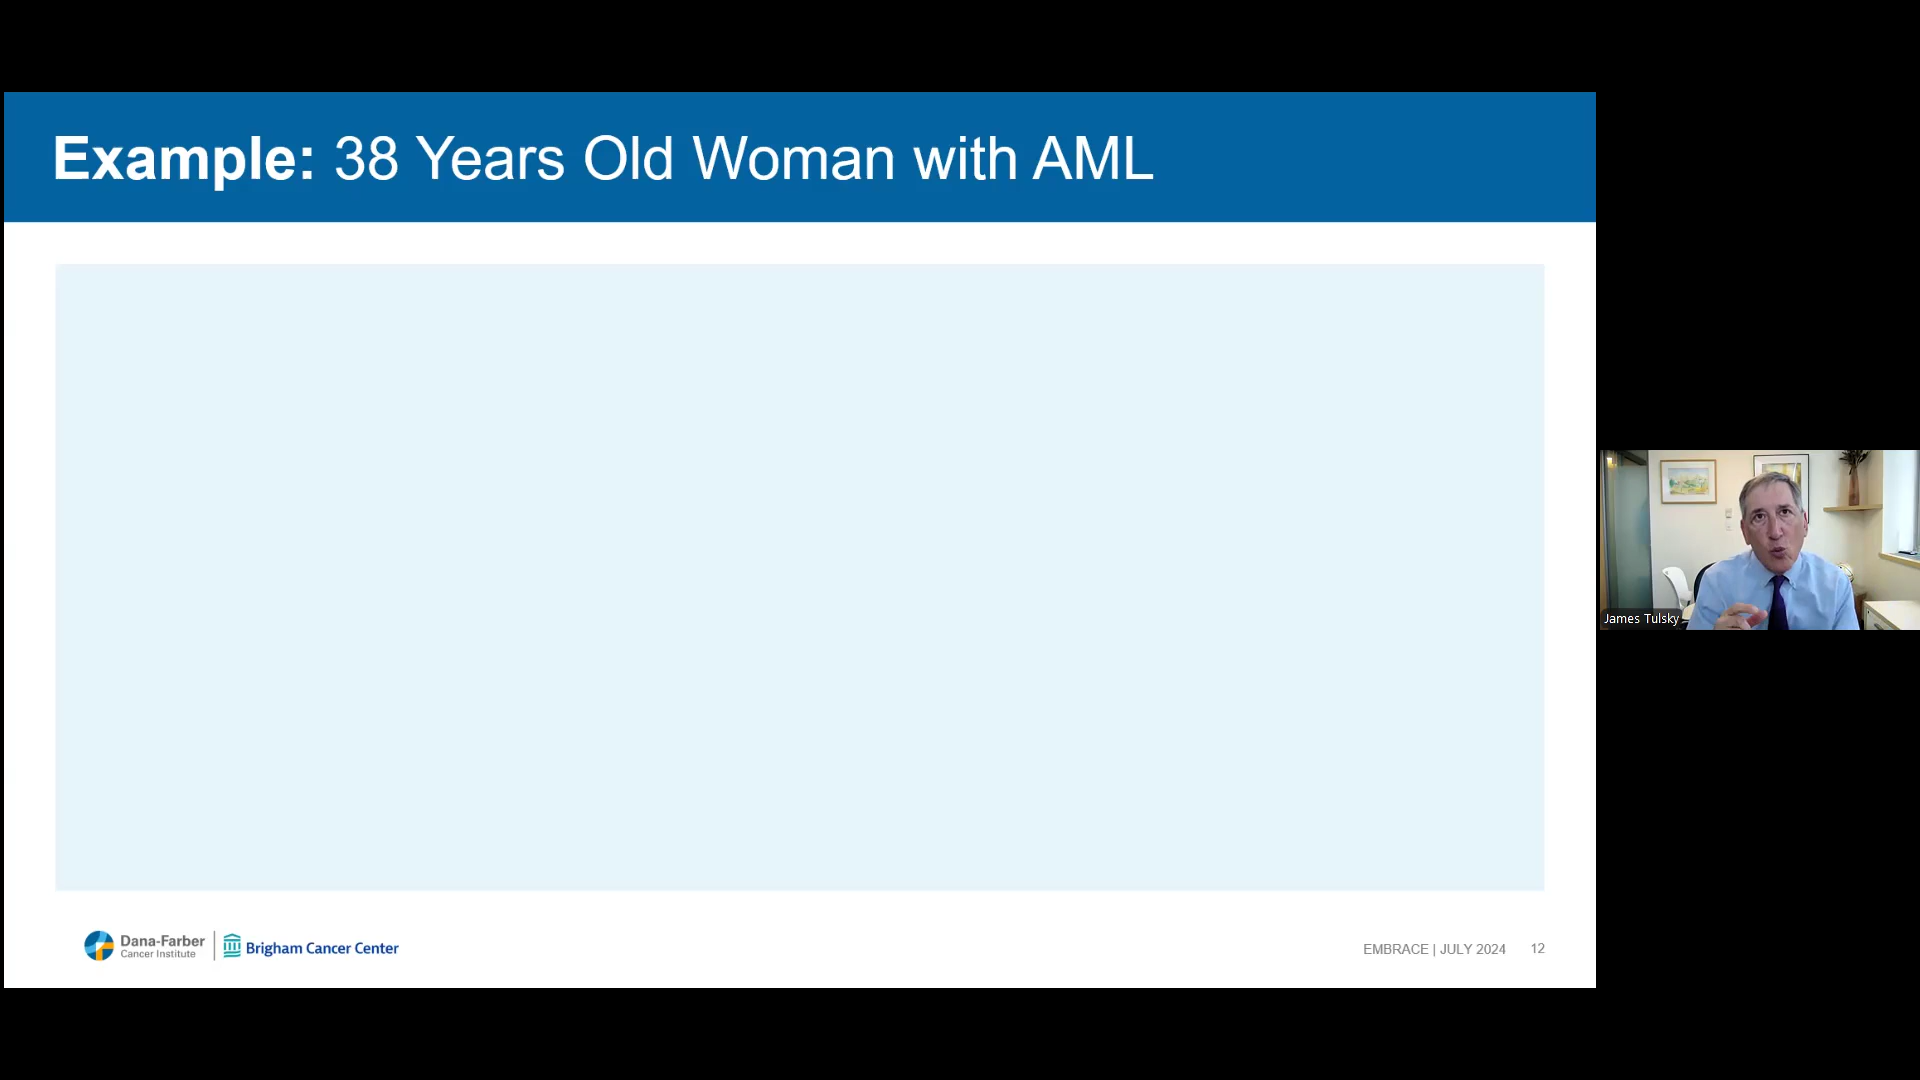 Example: 38 Years Old Woman with AML
James Tulsky
Dana-Farber
Cancer Institute
Brigham Cancer Center
EMBRACE | JULY 2024
12